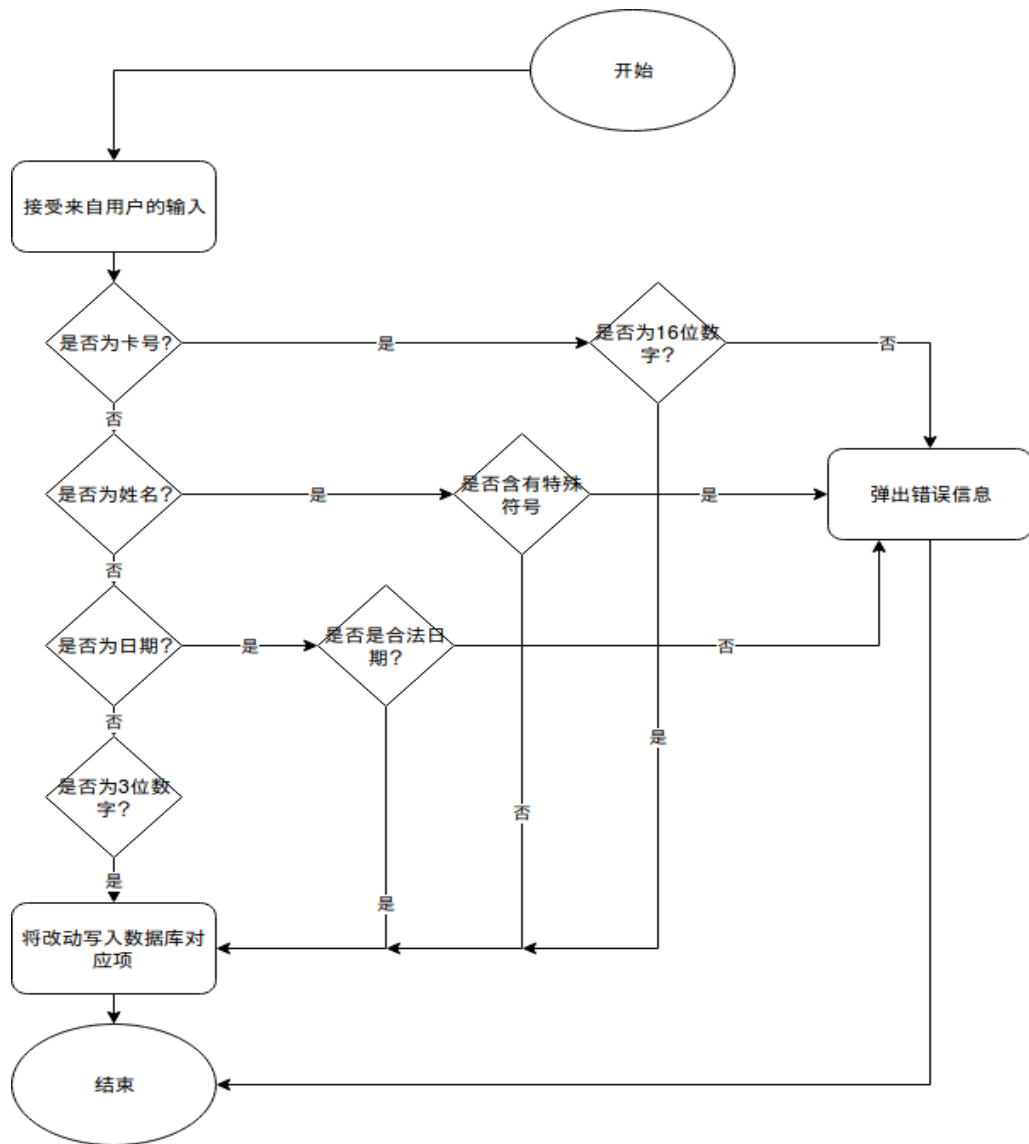 开始
接受来自用户的输入
是否为卡号?
是
是否为16位数
字?
否
否
是否为姓名?
是
是否含有特殊
符号
是
弹出错误信息
否
是否为日期?
是
是否是合法日
期?
否
否
是
是否为3位数
字?
否
是
是
将改动写入数据库对
应项
结束